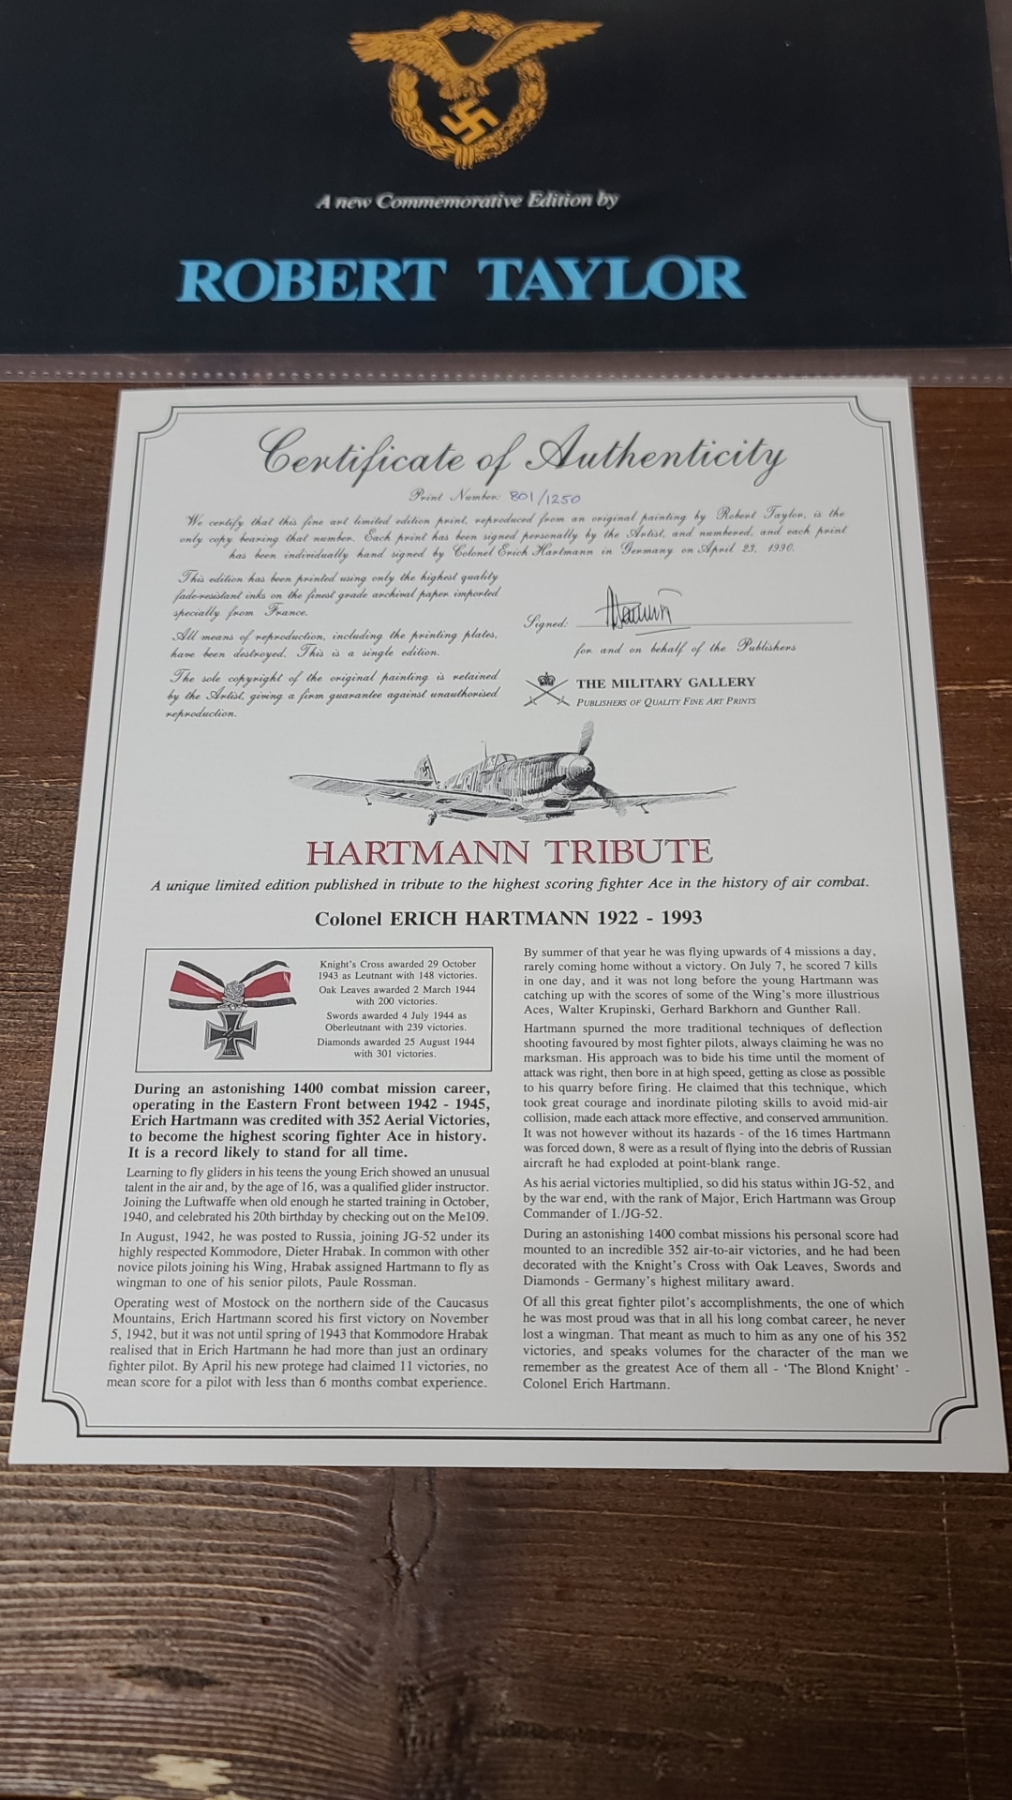 A new Commemorative Edition by
ROBERT TAYLOR
Certificate of Authenticity
Print Number: 801/1250
We certify that this fine art limited edition print, reproduced from an original painting by Robert Taylor, is the
only copy bearing that number. Each print has been signed personally by the Artist, and numbered, and each print
has been individually hand signed by Colonel Erich Hartmann in Germany on April 23, 1990.
This edition has been printed using only the highest quality
fade-resistant inks on the finest grade archival paper imported
specially from France.
All means of reproduction, including the printing plates,
have been destroyed. This is a single edition.
The sole copyright of the original painting is retained
by the Artist, giving a firm guarantee against unauthorised
reproduction.
Signed:
for and on behalf of the Publishers
THE MILITARY GALLERY
PUBLISHERS OF QUALITY FINE ART PRINTS
HARTMANN TRIBUTE
A unique limited edition published in tribute to the highest scoring fighter Ace in the history of air combat.
Colonel ERICH HARTMANN 1922 - 1993
Knight's Cross awarded 29 October
1943 as Leutnant with 148 victories.
Oak Leaves awarded 2 March 1944
with 200 victories.
Swords awarded 4 July 1944 as
Oberleutnant with 239 victories.
Diamonds awarded 25 August 1944
with 301 victories.
During an astonishing 1400 combat mission career,
operating in the Eastern Front between 1942 - 1945,
Erich Hartmann was credited with 352 Aerial Victories,
to become the highest scoring fighter Ace in history.
It is a record likely to stand for all time.
Learning to fly gliders in his teens the young Erich showed an unusual
talent in the air and, by the age of 16, was a qualified glider instructor.
Joining the Luftwaffe when old enough he started training in October,
1940, and celebrated his 20th birthday by checking out on the Me109.
In August, 1942, he was posted to Russia, joining JG-52 under its
highly respected Kommodore, Dieter Hrabak. In common with other
novice pilots joining his Wing, Hrabak assigned Hartmann to fly as
wingman to one of his senior pilots, Paule Rossman.
Operating west of Mostock on the northern side of the Caucasus
Mountains, Erich Hartmann scored his first victory on November
5, 1942, but it was not until spring of 1943 that Kommodore Hrabak
realised that in Erich Hartmann he had more than just an ordinary
fighter pilot. By April his new protege had claimed 11 victories, no
mean score for a pilot with less than 6 months combat experience.
By summer of that year he was flying upwards of 4 missions a day,
rarely coming home without a victory. On July 7, he scored 7 kills
in one day, and it was not long before the young Hartmann was
catching up with the scores of some of the Wing's more illustrious
Aces, Walter Krupinski, Gerhard Barkhorn and Gunther Rall.
Hartmann spurned the more traditional techniques of deflection
shooting favoured by most fighter pilots, always claiming he was no
marksman. His approach was to bide his time until the moment of
attack was right, then bore in at high speed, getting as close as possible
to his quarry before firing. He claimed that this technique, which
took great courage and inordinate piloting skills to avoid mid-air
collision, made each attack more effective, and conserved ammunition.
It was not however without its hazards - of the 16 times Hartmann
was forced down, 8 were as a result of flying into the debris of Russian
aircraft he had exploded at point-blank range.
As his aerial victories multiplied, so did his status within JG-52, and
by the war end, with the rank of Major, Erich Hartmann was Group
Commander of I./JG-52.
During an astonishing 1400 combat missions his personal score had
mounted to an incredible 352 air-to-air victories, and he had been
decorated with the Knight's Cross with Oak Leaves, Swords and
Diamonds - Germany's highest military award.
Of all this great fighter pilot's accomplishments, the one of which
he was most proud was that in all his long combat career, he never
lost a wingman. That meant as much to him as any one of his 352
victories, and speaks volumes for the character of the man we
remember as the greatest Ace of them all - 'The Blond Knight' -
Colonel Erich Hartmann.